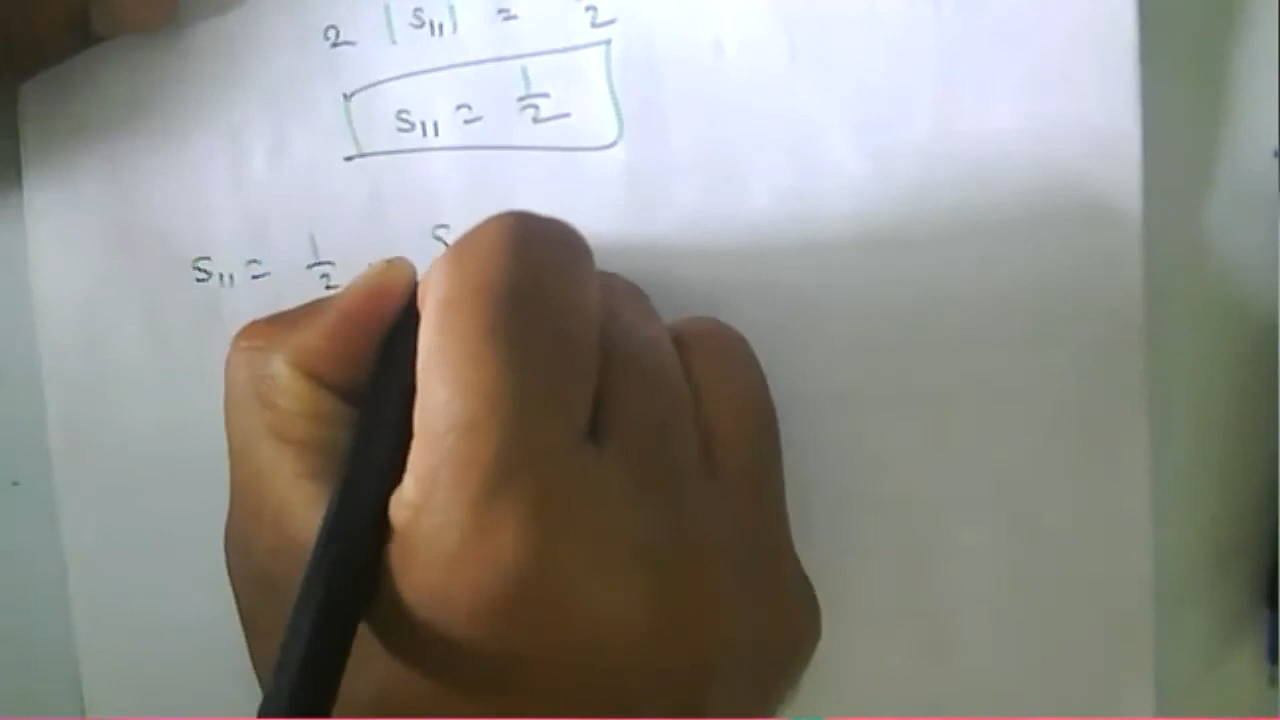 2 |S₁₁| = 2
S₁₁ = 1/2
S₁₁ = 1/2 S